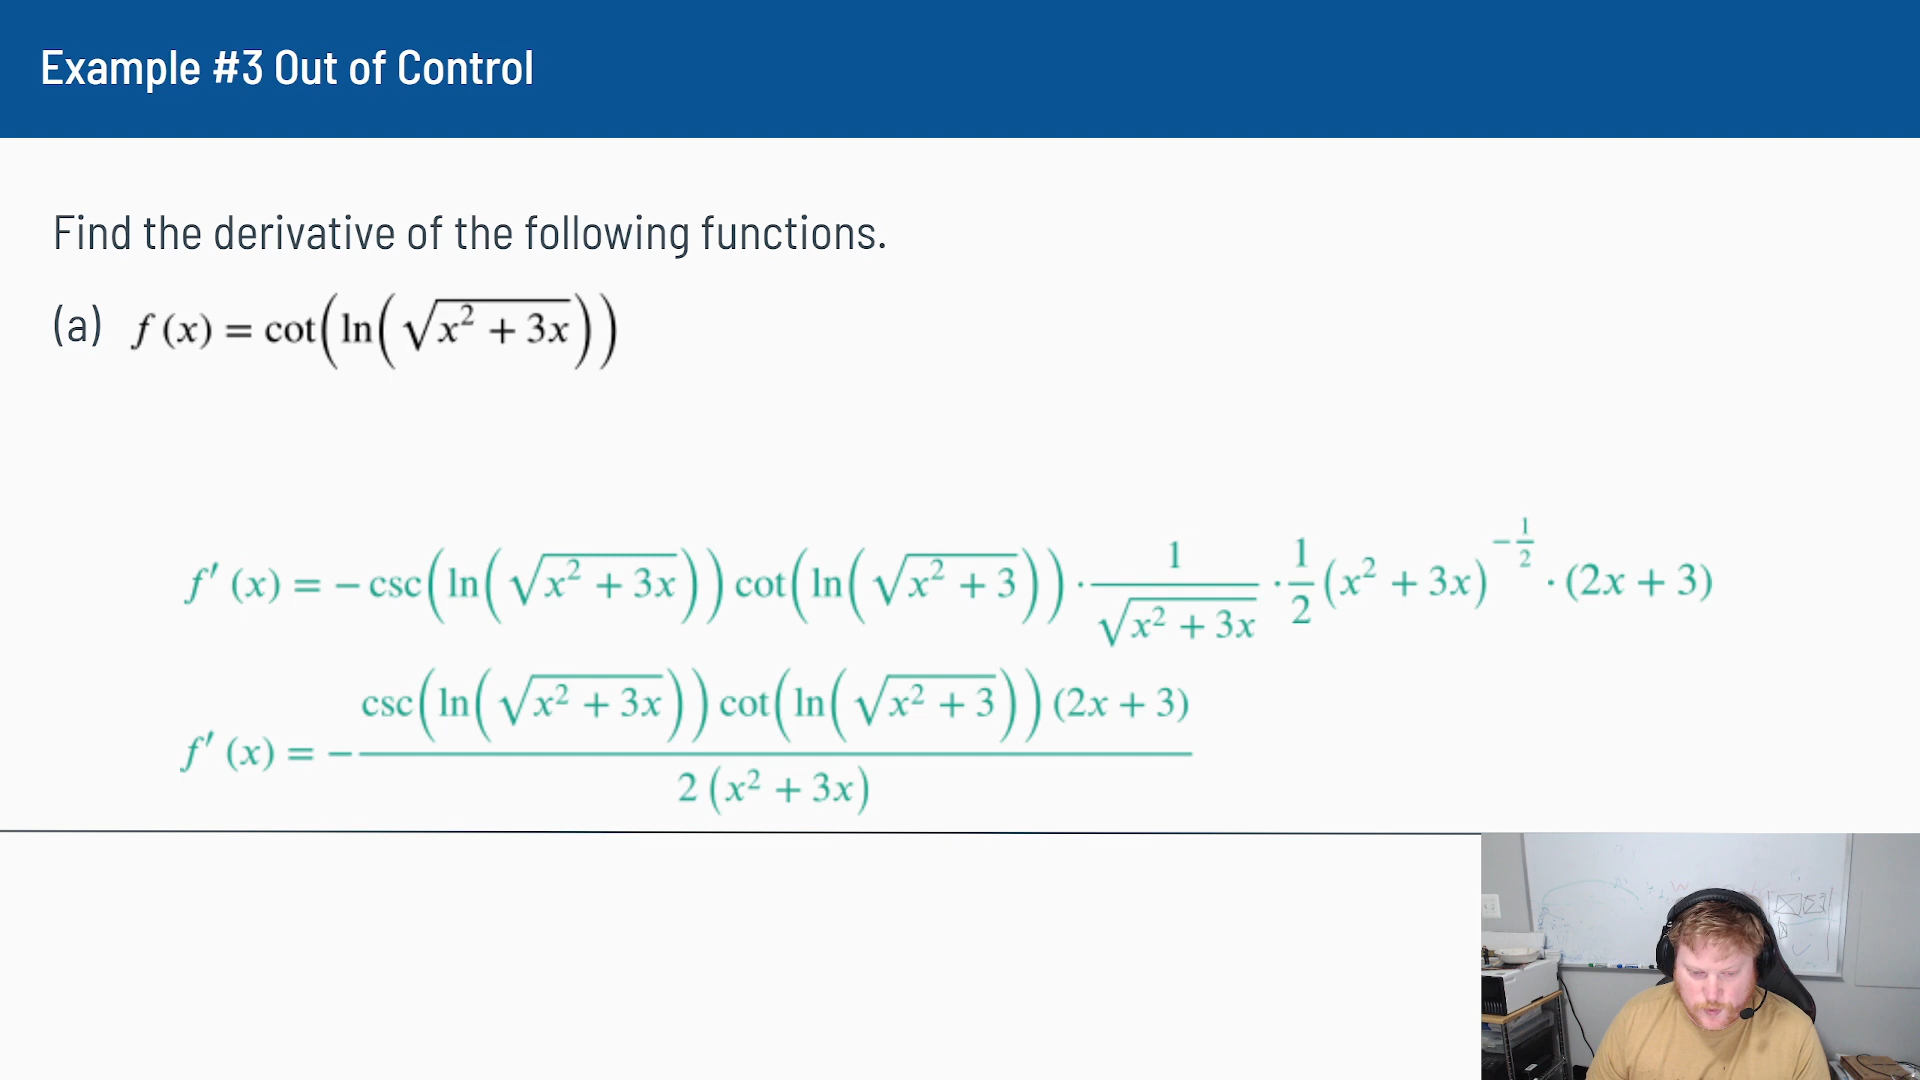 Example #3 Out of Control
Find the derivative of the following functions.
(a) f (x) = cot(ln(√(x² + 3x)))
f′ (x) = − csc(ln(√(x² + 3x))) cot(ln(√(x² + 3))) · 1/√(x² + 3x) · 1/2 (x² + 3x)^(−1/2) · (2x + 3)
f′ (x) = − csc(ln(√(x² + 3x))) cot(ln(√(x² + 3))) (2x + 3) / 2 (x² + 3x)